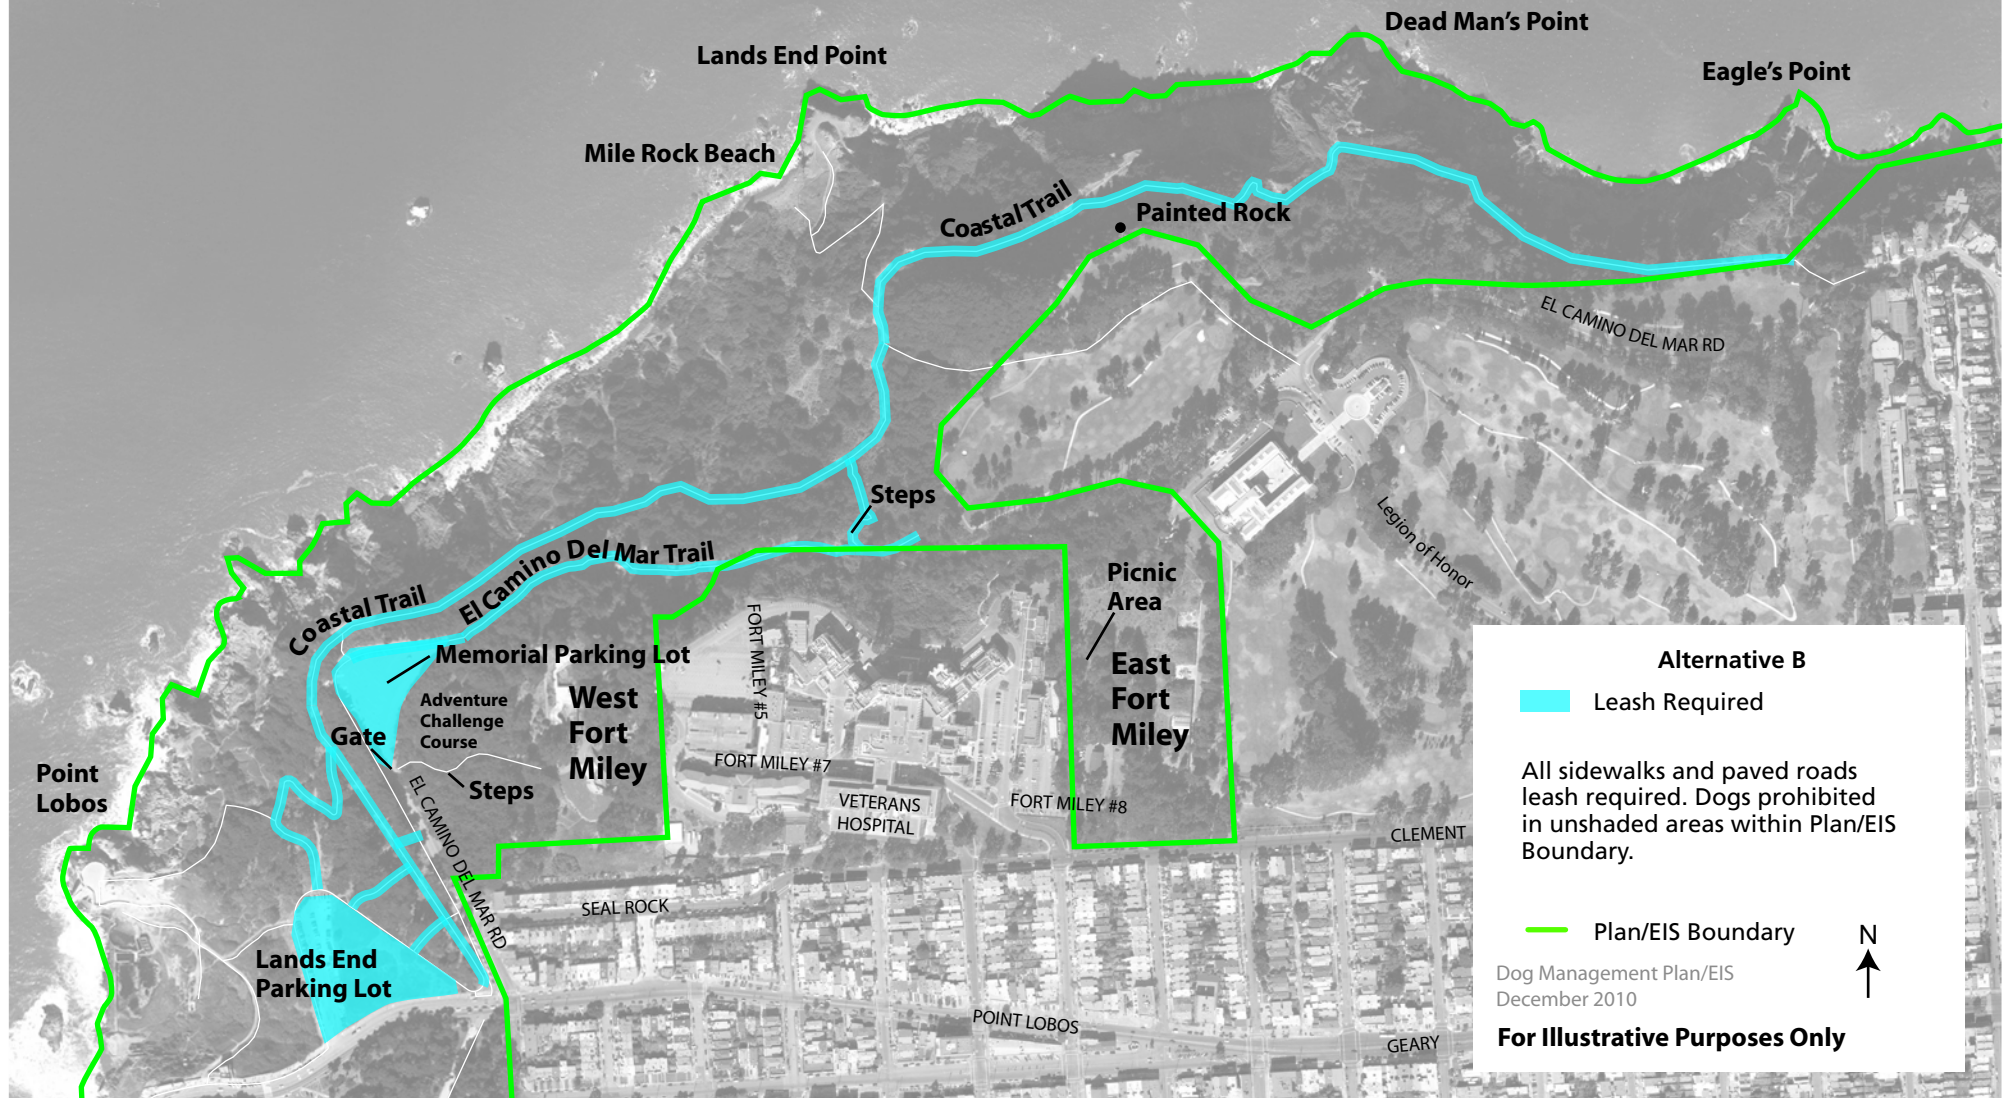 Dead Man's Point
Lands End Point
Eagle's Point
Mile Rock Beach
Coastal Trail
Painted Rock
EL CAMINO DEL MAR RD
Steps
Legion of Honor
El Camino Del Mar Trail
Picnic
Area
Coastal Trail
FORT MILEY #5
Memorial Parking Lot
East
Fort
Miley
West
Fort
Miley
Adventure
Challenge
Course
Gate
FORT MILEY #7
Steps
Point
Lobos
EL CAMINO DEL MAR RD
VETERANS
HOSPITAL
FORT MILEY #8
CLEMENT
SEAL ROCK
Lands End
Parking Lot
POINT LOBOS
GEARY
Alternative B
Leash Required
All sidewalks and paved roads
leash required. Dogs prohibited
in unshaded areas within Plan/EIS
Boundary.
Plan/EIS Boundary
N
Dog Management Plan/EIS
December 2010
For Illustrative Purposes Only